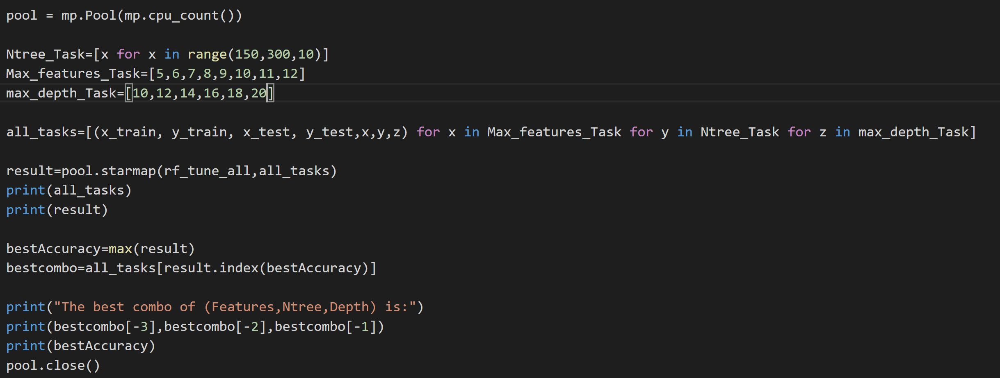 pool = mp.Pool(mp.cpu_count())
Ntree_Task=[x for x in range(150,300,10)]
Max_features_Task=[5,6,7,8,9,10,11,12]
max_depth_Task=[10,12,14,16,18,20]
all_tasks=[(x_train, y_train, x_test, y_test,x,y,z) for x in Max_features_Task for y in Ntree_Task for z in max_depth_Task]
result=pool.starmap(rf_tune_all,all_tasks)
print(all_tasks)
print(result)
bestAccuracy=max(result)
bestcombo=all_tasks[result.index(bestAccuracy)]
print("The best combo of (Features,Ntree,Depth) is:")
print(bestcombo[-3],bestcombo[-2],bestcombo[-1])
print(bestAccuracy)
pool.close()